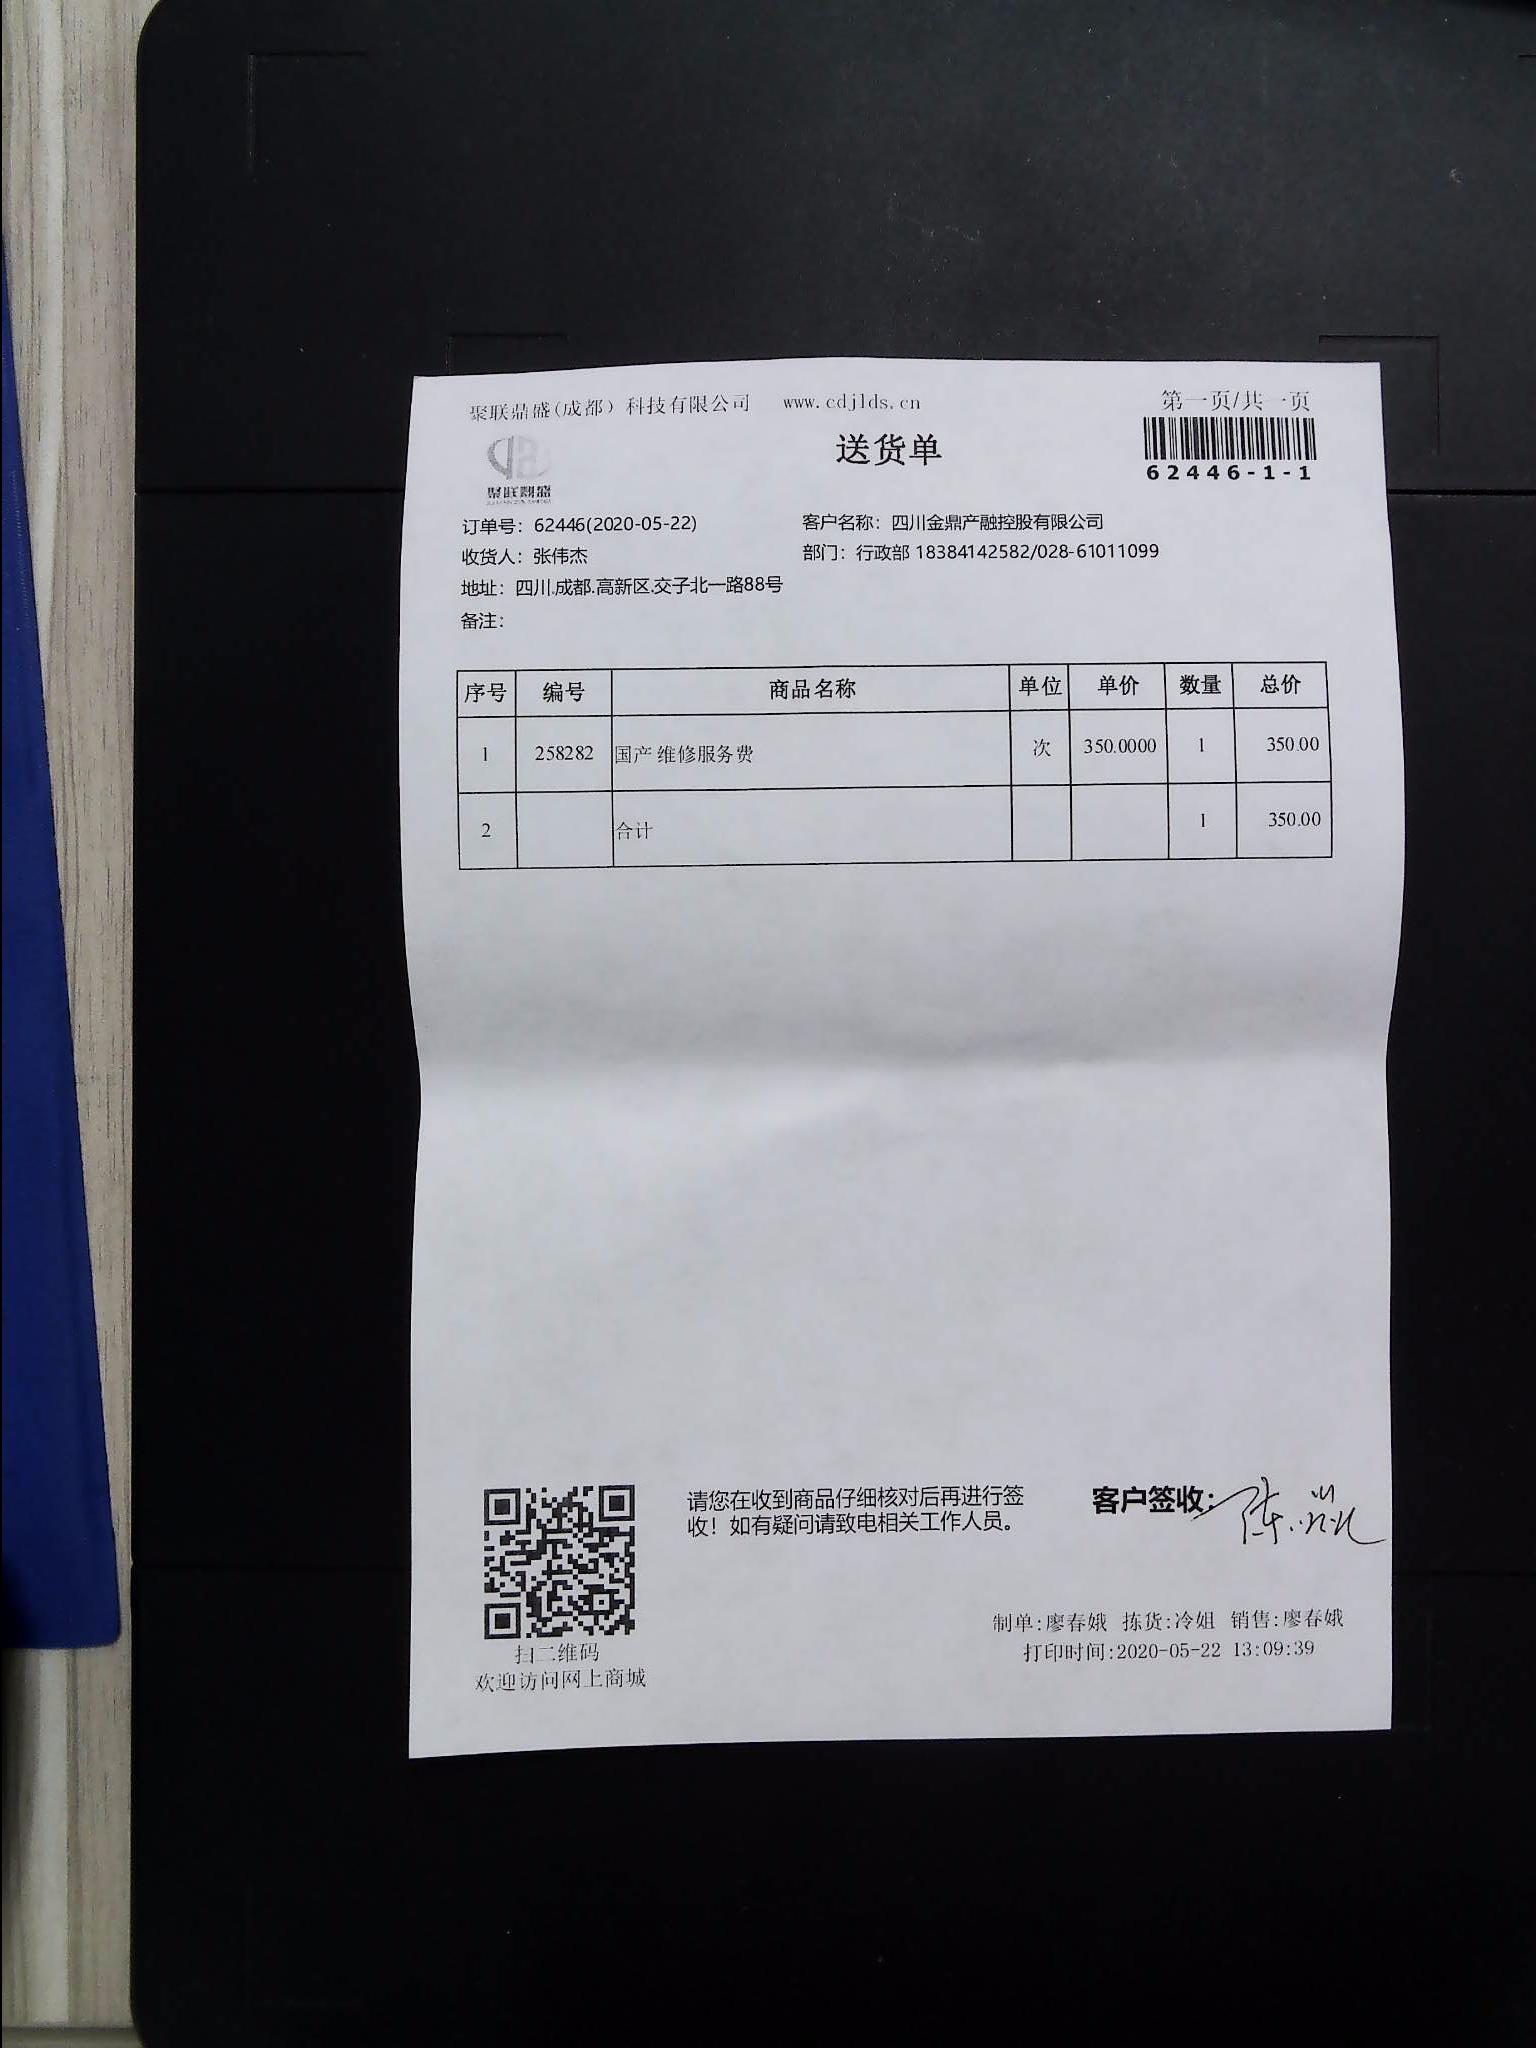 聚联鼎盛(成都）科技有限公司 www.cdjlds.cn
第一页/共一页
送货单
62446-1-1
聚联鼎盛
订单号：62446(2020-05-22)
客户名称：四川金鼎产融控股有限公司
收货人：张伟杰
部门：行政部 18384142582/028-61011099
地址：四川.成都.高新区.交子北一路88号
备注：
序号 编号 商品名称 单位 单价 数量 总价
1 258282 国产 维修服务费 次 350.0000 1 350.00
2 合计 1 350.00
请您在收到商品仔细核对后再进行签
收！如有疑问请致电相关工作人员。
客户签收：
扫二维码
欢迎访问网上商城
制单:廖春娥 拣货:冷姐 销售:廖春娥
打印时间:2020-05-22 13:09:39